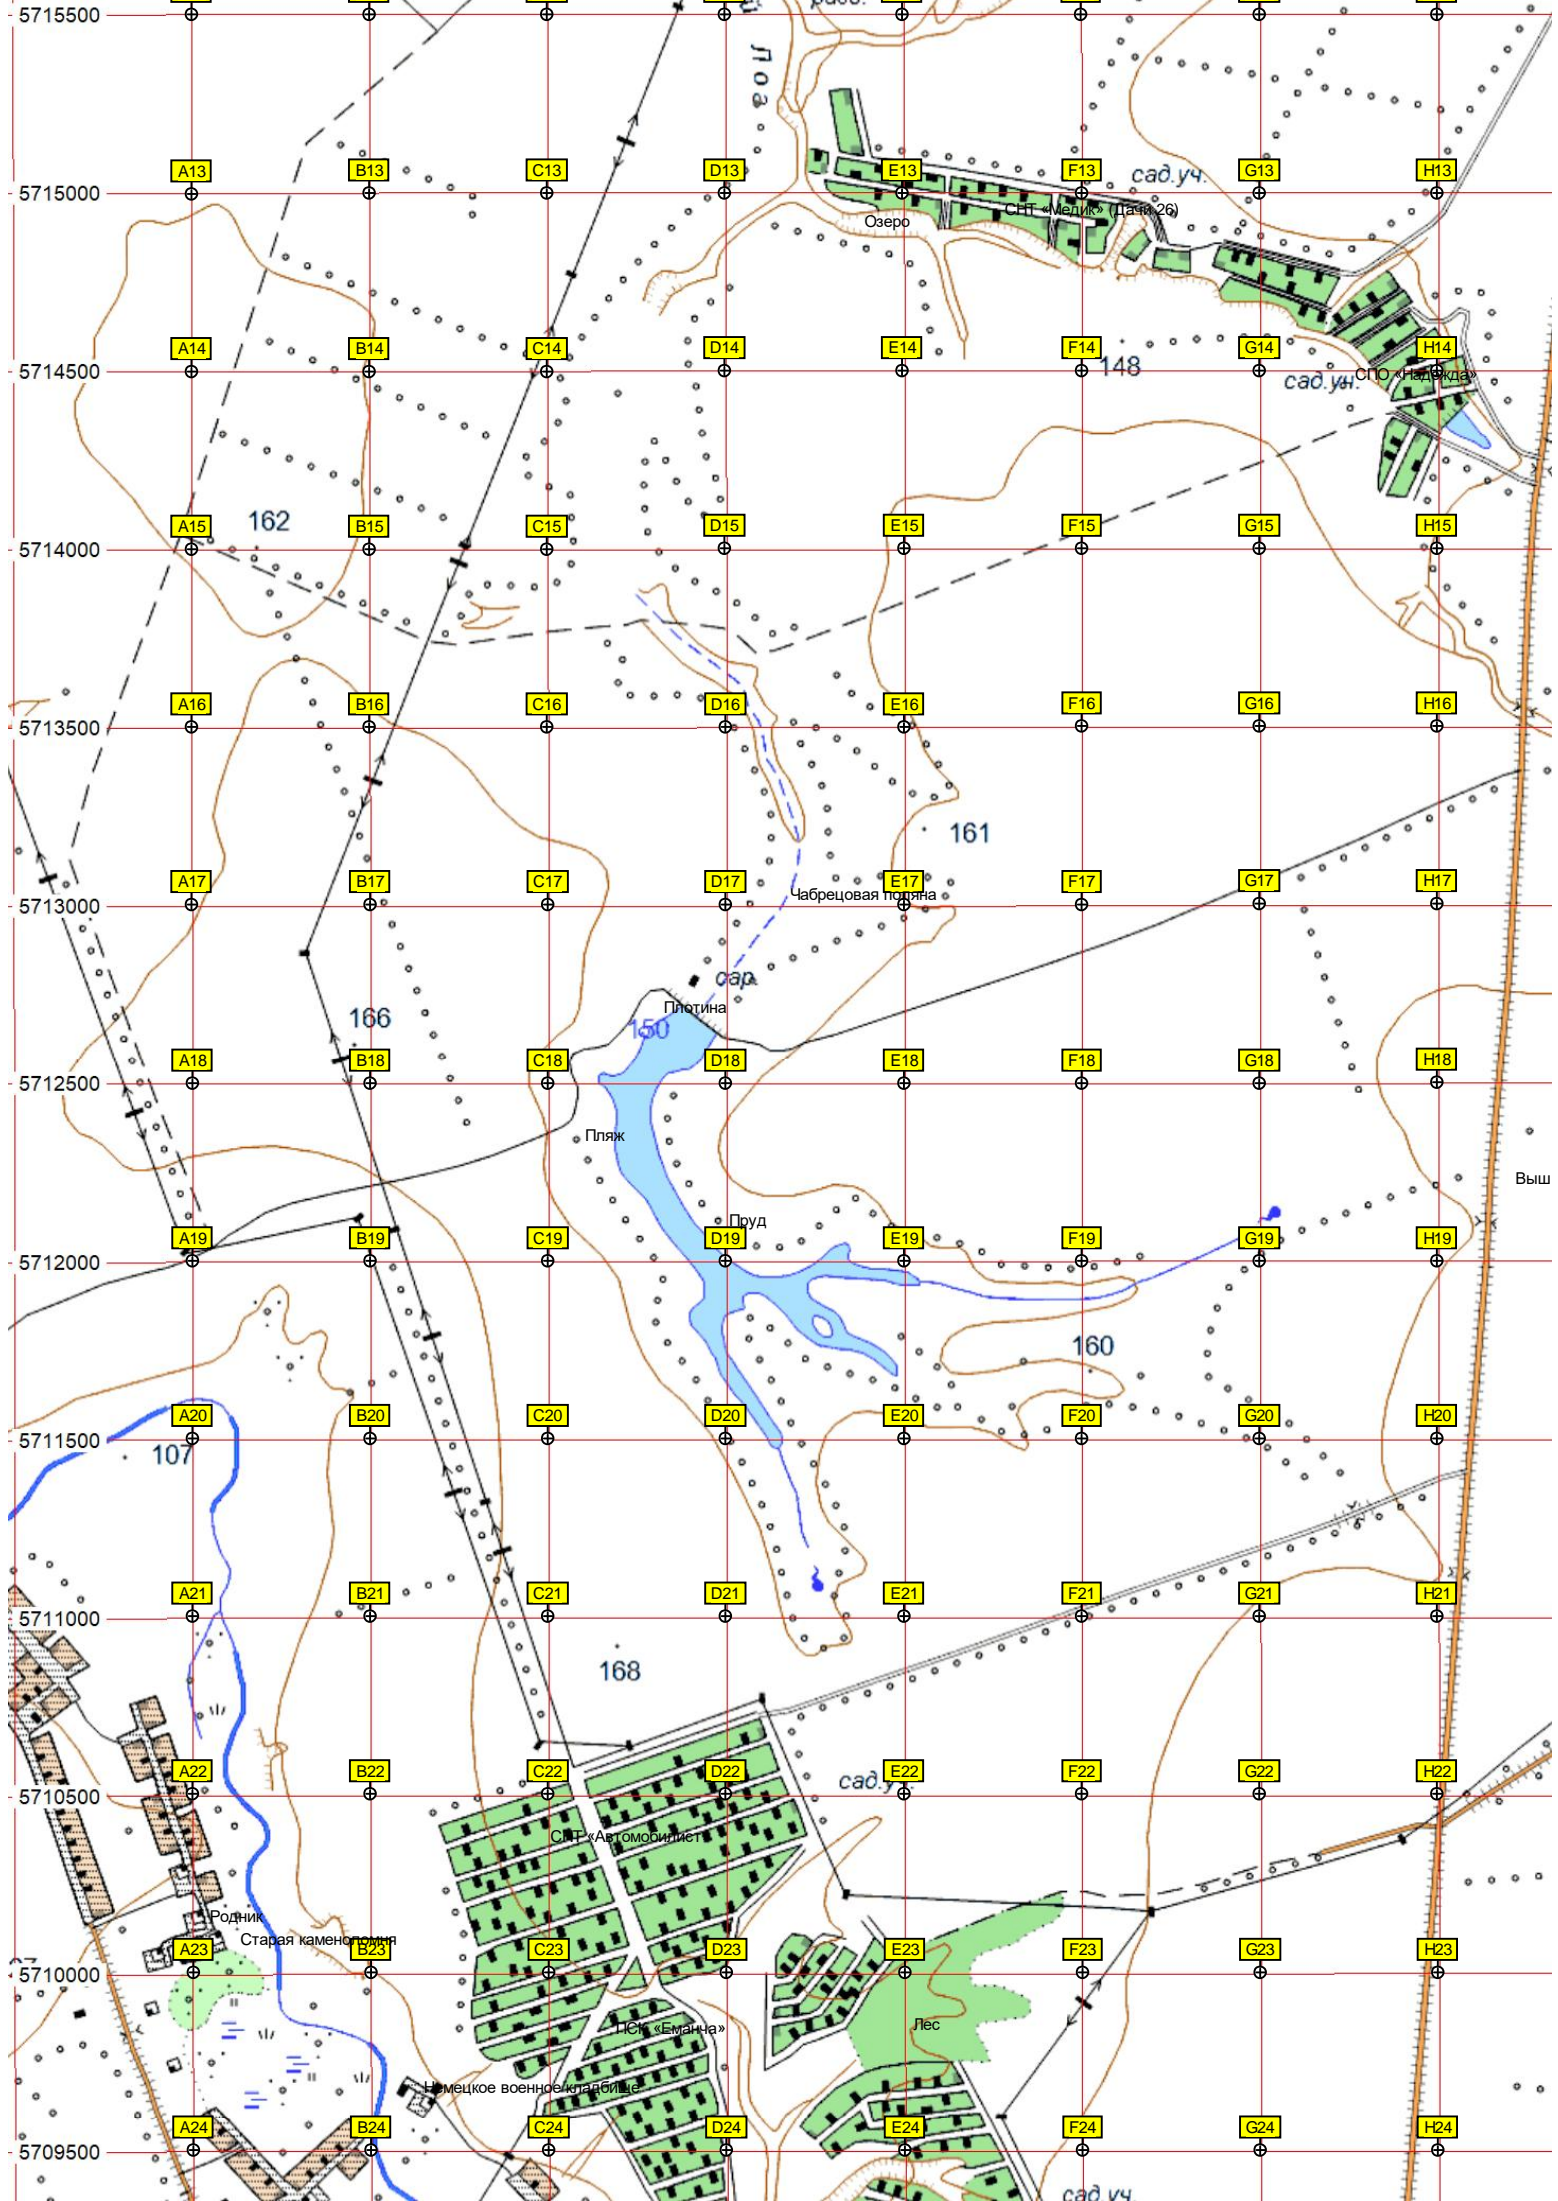 5715500
Лоз
A13 B13 C13 D13 E13 F13 сад.уч. G13 H13
5715000
СНТ «Медик» (Дачи 26)
Озеро
A14 B14 C14 D14 E14 F14 148 G14 H14
5714500
сад.уч. СПО «Надежда»
A15 162 B15 C15 D15 E15 F15 G15 H15
5714000
A16 B16 C16 D16 E16 F16 G16 H16
5713500
161
A17 B17 C17 D17 E17 F17 G17 H17
Чабрецовая поляна
5713000
сар.
Плотина
166 150
A18 B18 C18 D18 E18 F18 G18 H18
5712500
Пляж
Выш
Пруд
A19 B19 C19 D19 E19 F19 G19 H19
5712000
160
A20 B20 C20 D20 E20 F20 G20 H20
5711500
107
A21 B21 C21 D21 E21 F21 G21 H21
5711000
168
A22 B22 C22 D22 сад.уч. E22 F22 G22 H22
5710500
СНТ «Автомобилист»
Родник
Старая каменоломня
A23 B23 C23 D23 E23 F23 G23 H23
5710000
ПСК «Еманча» Лес
Немецкое военное кладбище
A24 B24 C24 D24 E24 F24 G24 H24
5709500
сад.уч.